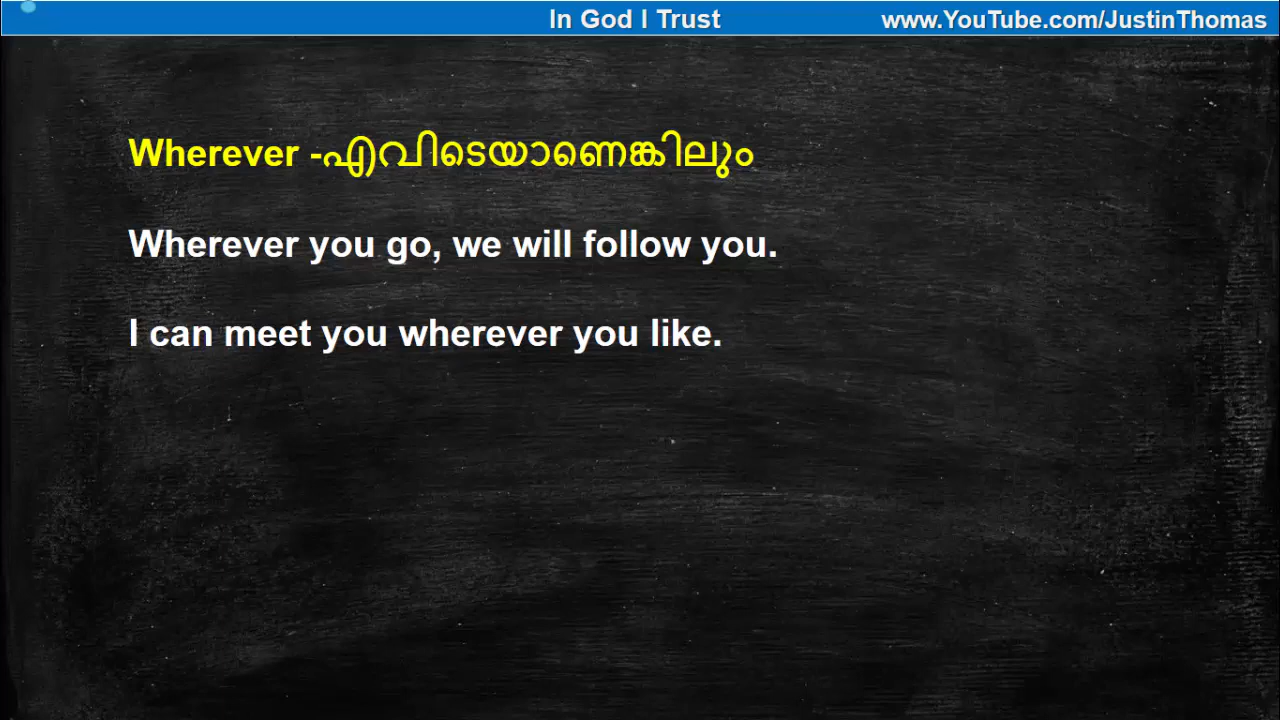 In God I Trust
www.YouTube.com/JustinThomas
Wherever -എവിടെയാണെങ്കിലും
Wherever you go, we will follow you.
I can meet you wherever you like.